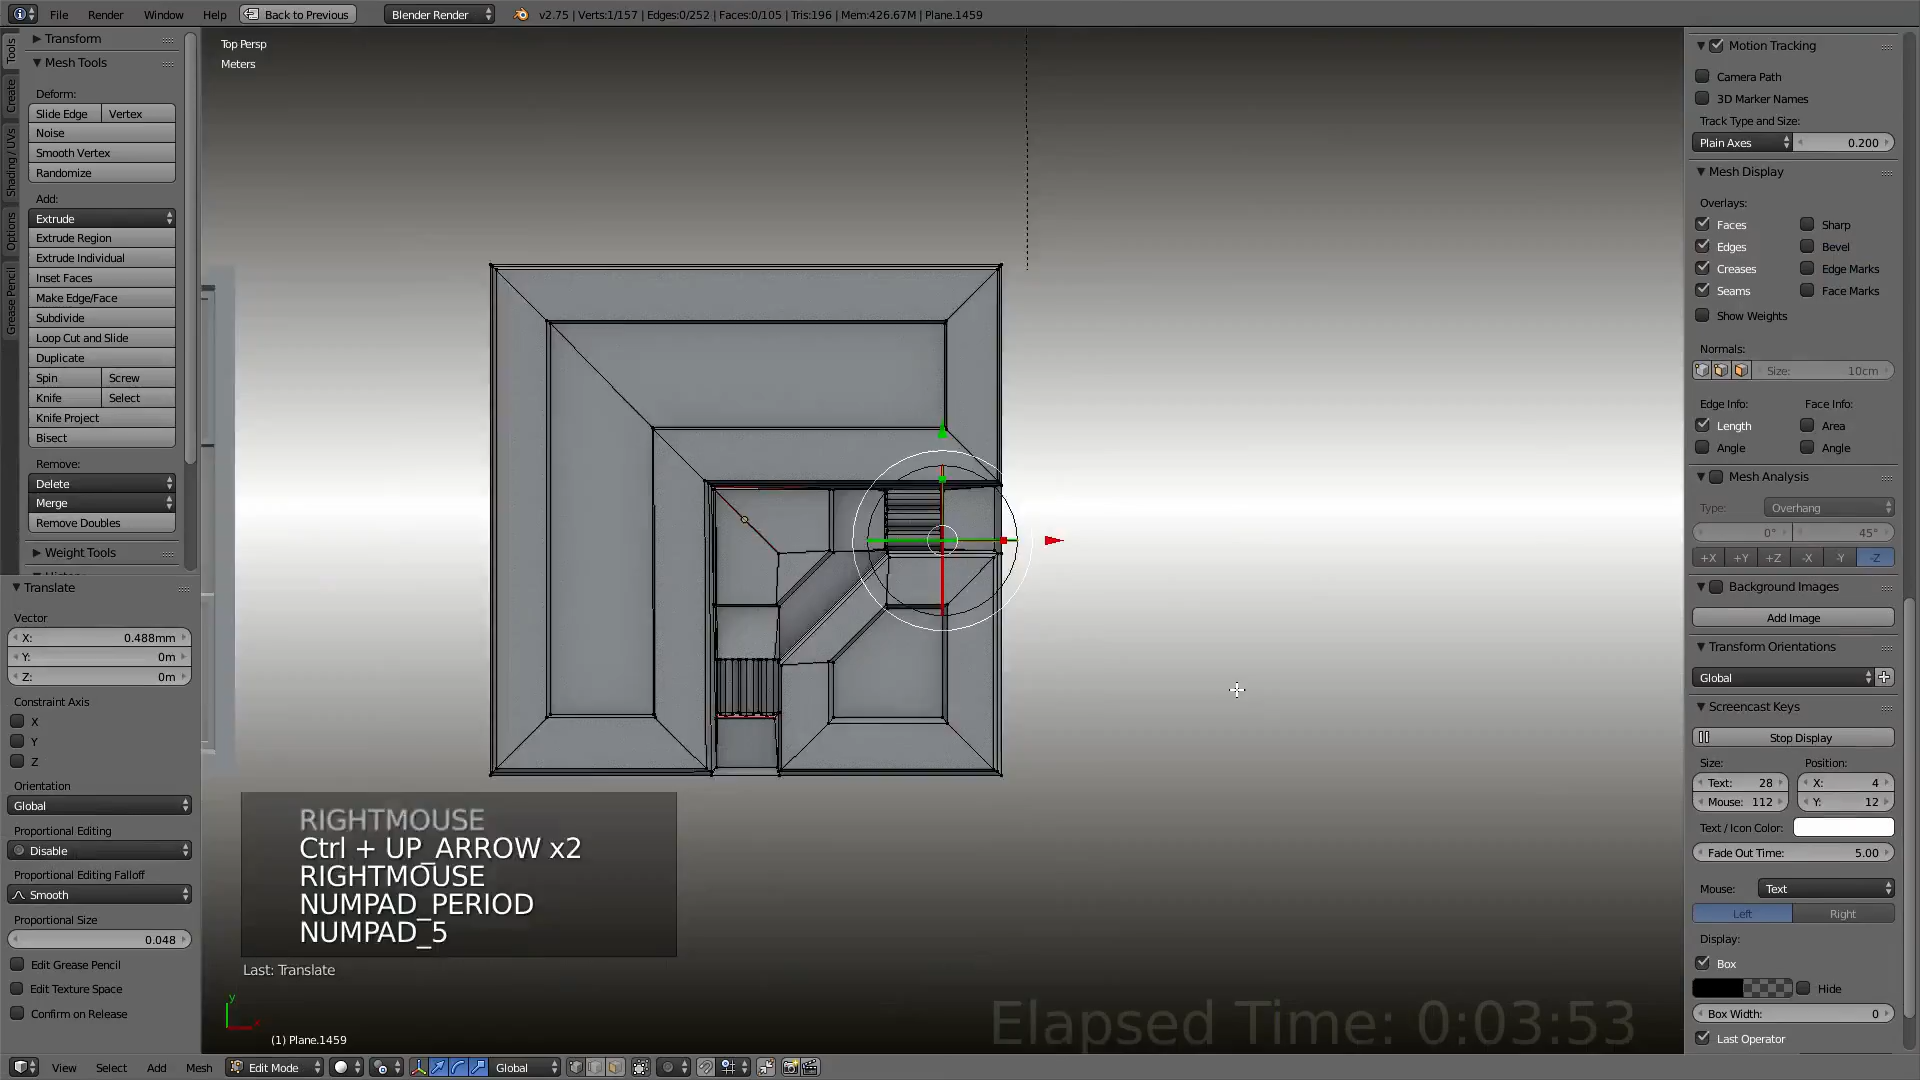 File Render Window Help Back to Previous Blender Render v2.75 | Verts:1/157 | Edges:0/252 | Faces:0/105 | Tris:196 | Mem:426.67M | Plane.1459
Tools
Create
Shading / UVs
Options
Grease Pencil
Transform
Mesh Tools
Deform:
Slide Edge Vertex
Noise
Smooth Vertex
Randomize
Add:
Extrude
Extrude Region
Extrude Individual
Inset Faces
Make Edge/Face
Subdivide
Loop Cut and Slide
Duplicate
Spin Screw
Knife Select
Knife Project
Bisect
Remove:
Delete
Merge
Remove Doubles
Weight Tools
Translate
Vector
X: 0.488mm
Y: 0m
Z: 0m
Constraint Axis
X
Y
Z
Orientation
Global
Proportional Editing
Disable
Proportional Editing Falloff
Smooth
Proportional Size
0.048
Edit Grease Pencil
Edit Texture Space
Confirm on Release
Top Persp
Meters
RIGHTMOUSE
Ctrl + UP_ARROW x2
RIGHTMOUSE
NUMPAD_PERIOD
NUMPAD_5
Last: Translate
y
(1) Plane.1459
Elapsed Time: 0:03:53
Motion Tracking
Camera Path
3D Marker Names
Track Type and Size:
Plain Axes 0.200
Mesh Display
Overlays:
Faces Sharp
Edges Bevel
Creases Edge Marks
Seams Face Marks
Show Weights
Normals:
Size: 10cm
Edge Info: Face Info:
Length Area
Angle Angle
Mesh Analysis
Type: Overhang
0° 45°
+X +Y +Z -X -Y -Z
Background Images
Add Image
Transform Orientations
Global
Screencast Keys
Stop Display
Size: Position:
Text: 28 X: 4
Mouse: 112 Y: 12
Text / Icon Color:
Fade Out Time: 5.00
Mouse: Text
Left Right
Display:
Box
Hide
Box Width: 0
Last Operator
View Select Add Mesh Edit Mode Global